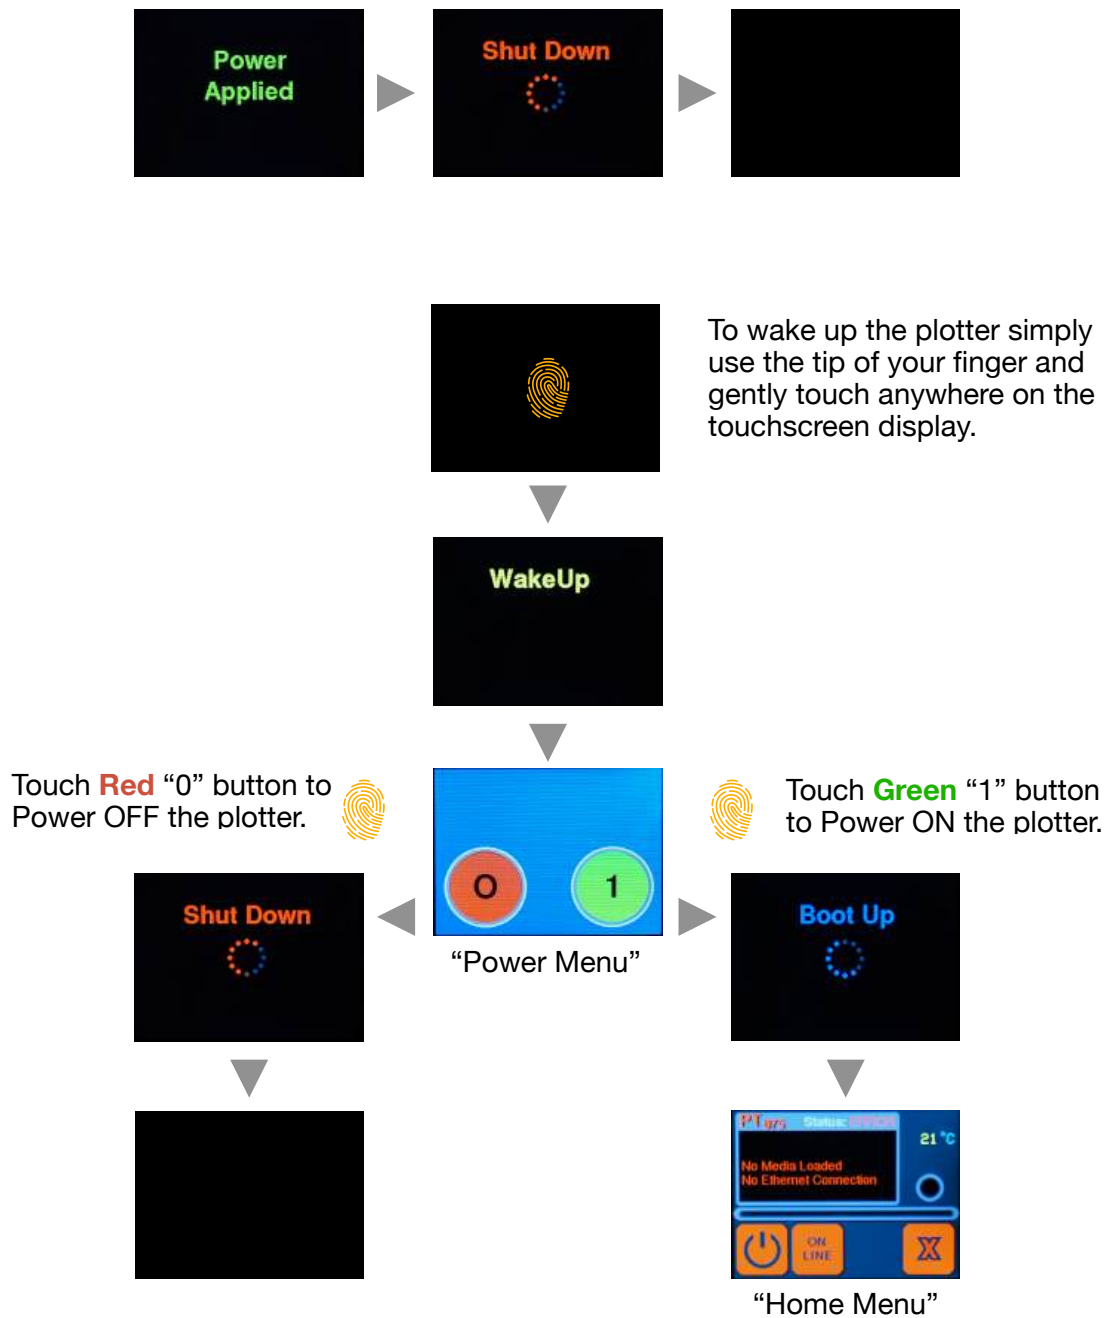 Power
Applied
Shut Down
To wake up the plotter simply
use the tip of your finger and
gently touch anywhere on the
touchscreen display.
WakeUp
Touch Red “0” button to
Power OFF the plotter.
Touch Green “1” button
to Power ON the plotter.
O
1
“Power Menu”
Shut Down
Boot Up
PT975 Status: ERROR
21 °C
No Media Loaded
No Ethernet Connection
ON
LINE
X
“Home Menu”